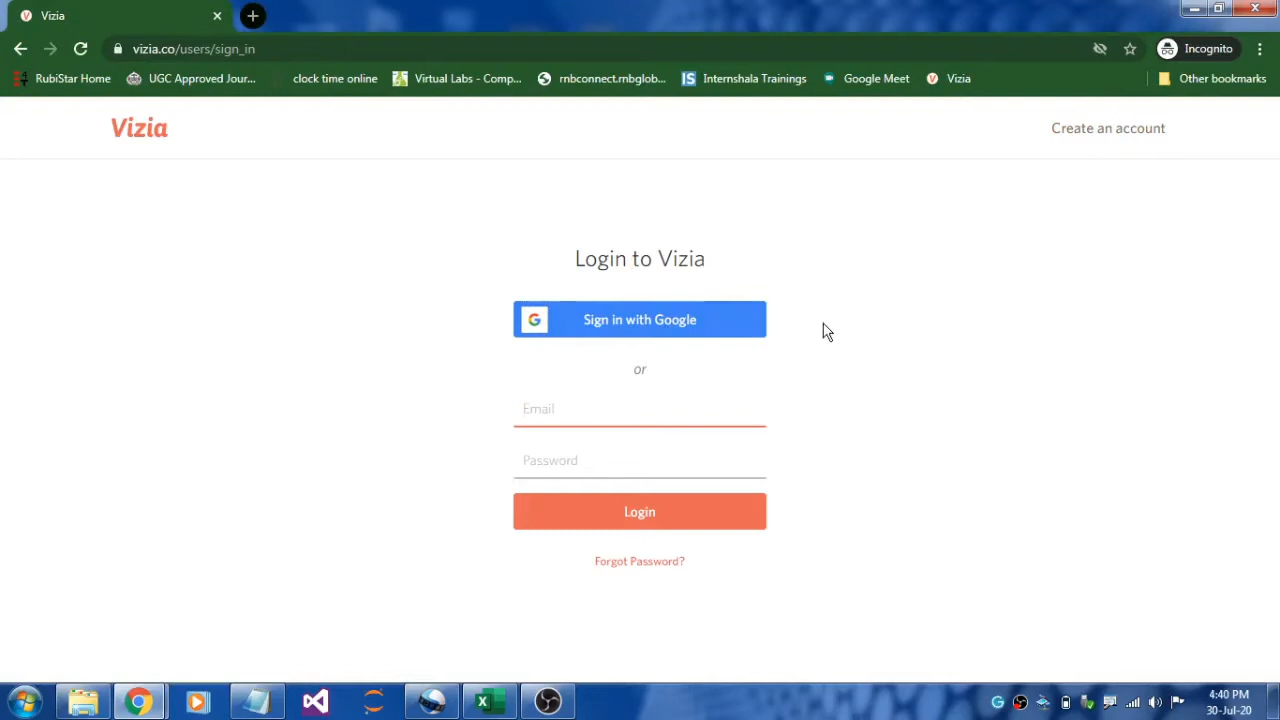 Vizia
vizia.co/users/sign_in
Incognito
RubiStar Home
UGC Approved Jour...
clock time online
Virtual Labs - Comp...
rnbconnect.rnbglob...
IS
Internshala Trainings
Google Meet
Vizia
Other bookmarks
Vizia
Create an account
Login to Vizia
G Sign in with Google
or
Email
Password
Login
Forgot Password?
4:40 PM
30-Jul-20